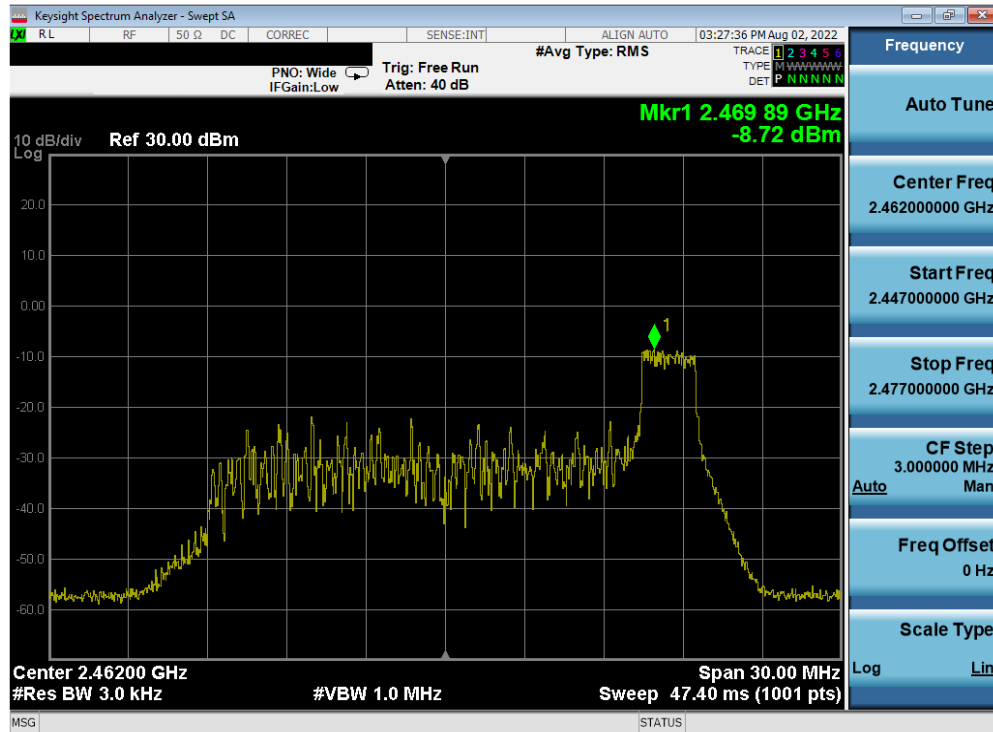 Keysight Spectrum Analyzer - Swept SA
LXI RL RF 50 Ω DC CORREC SENSE:INT ALIGN AUTO 03:27:36 PM Aug 02, 2022
#Avg Type: RMS TRACE 1 2 3 4 5 6
PNO: Wide Trig: Free Run TYPE M W W W W W
IFGain:Low Atten: 40 dB DET P N N N N N
Mkr1 2.469 89 GHz
-8.72 dBm
10 dB/div Ref 30.00 dBm
Log
20.0
10.0
0.00
1
-10.0
-20.0
-30.0
-40.0
-50.0
-60.0
Center 2.46200 GHz Span 30.00 MHz
#Res BW 3.0 kHz #VBW 1.0 MHz Sweep 47.40 ms (1001 pts)
MSG STATUS
Frequency
Auto Tune
Center Freq
2.462000000 GHz
Start Freq
2.447000000 GHz
Stop Freq
2.477000000 GHz
CF Step
3.000000 MHz
Auto Man
Freq Offset
0 Hz
Scale Type
Log Lin